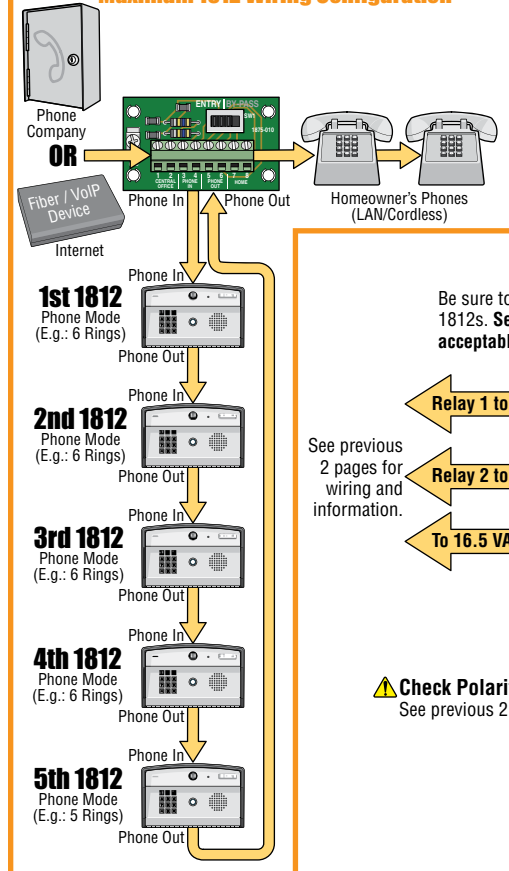 Maximum 1812 Wiring Configuration
Phone
Company
OR
Fiber / VoIP
Device
Internet
ENTRY BY-PASS
SW1
1875-010
1 2 3 4 5 6 7 8
CENTRAL OFFICE
PHONE IN
PHONE OUT
HOME
Phone In
Phone Out
Homeowner's Phones
(LAN/Cordless)
Phone In
1st 1812
Phone Mode
(E.g.: 6 Rings)
Phone Out
Phone In
2nd 1812
Phone Mode
(E.g.: 6 Rings)
Phone Out
Phone In
3rd 1812
Phone Mode
(E.g.: 6 Rings)
Phone Out
Phone In
4th 1812
Phone Mode
(E.g.: 6 Rings)
Phone Out
Phone In
5th 1812
Phone Mode
(E.g.: 5 Rings)
Phone Out
Be sure to
1812s. Se
acceptabl
Relay 1 to
See previous
2 pages for
wiring and
information.
Relay 2 to
To 16.5 VA
Check Polari
See previous 2